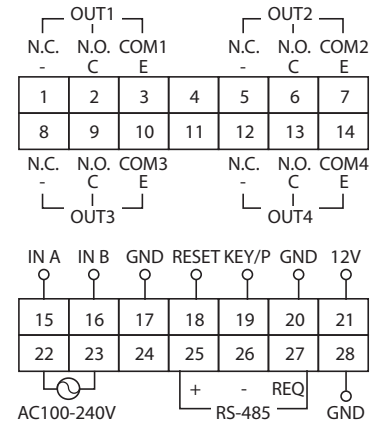 OUT1 OUT2
N.C. N.O. COM1 N.C. N.O. COM2
- C E - C E
1 2 3 4 5 6 7
8 9 10 11 12 13 14
N.C. N.O. COM3 N.C. N.O. COM4
- C E - C E
OUT3 OUT4
IN A IN B GND RESET KEY/P GND 12V
15 16 17 18 19 20 21
22 23 24 25 26 27 28
+ - REQ
AC100-240V RS-485 GND